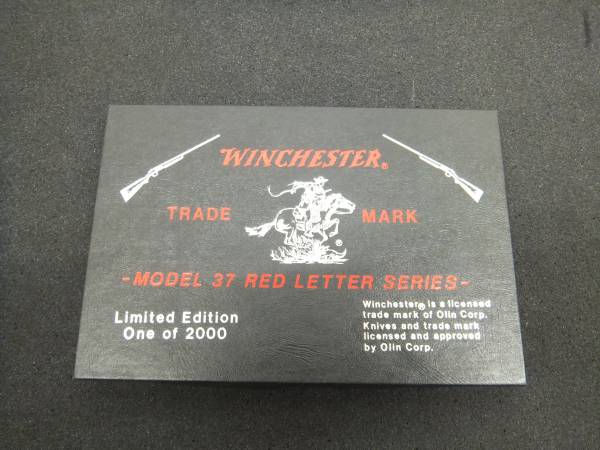 WINCHESTER®
TRADE MARK
®
-MODEL 37 RED LETTER SERIES-
Limited Edition
One of 2000
Winchester® is a licensed
trade mark of Olin Corp.
Knives and trade mark
licensed and approved
by Olin Corp.